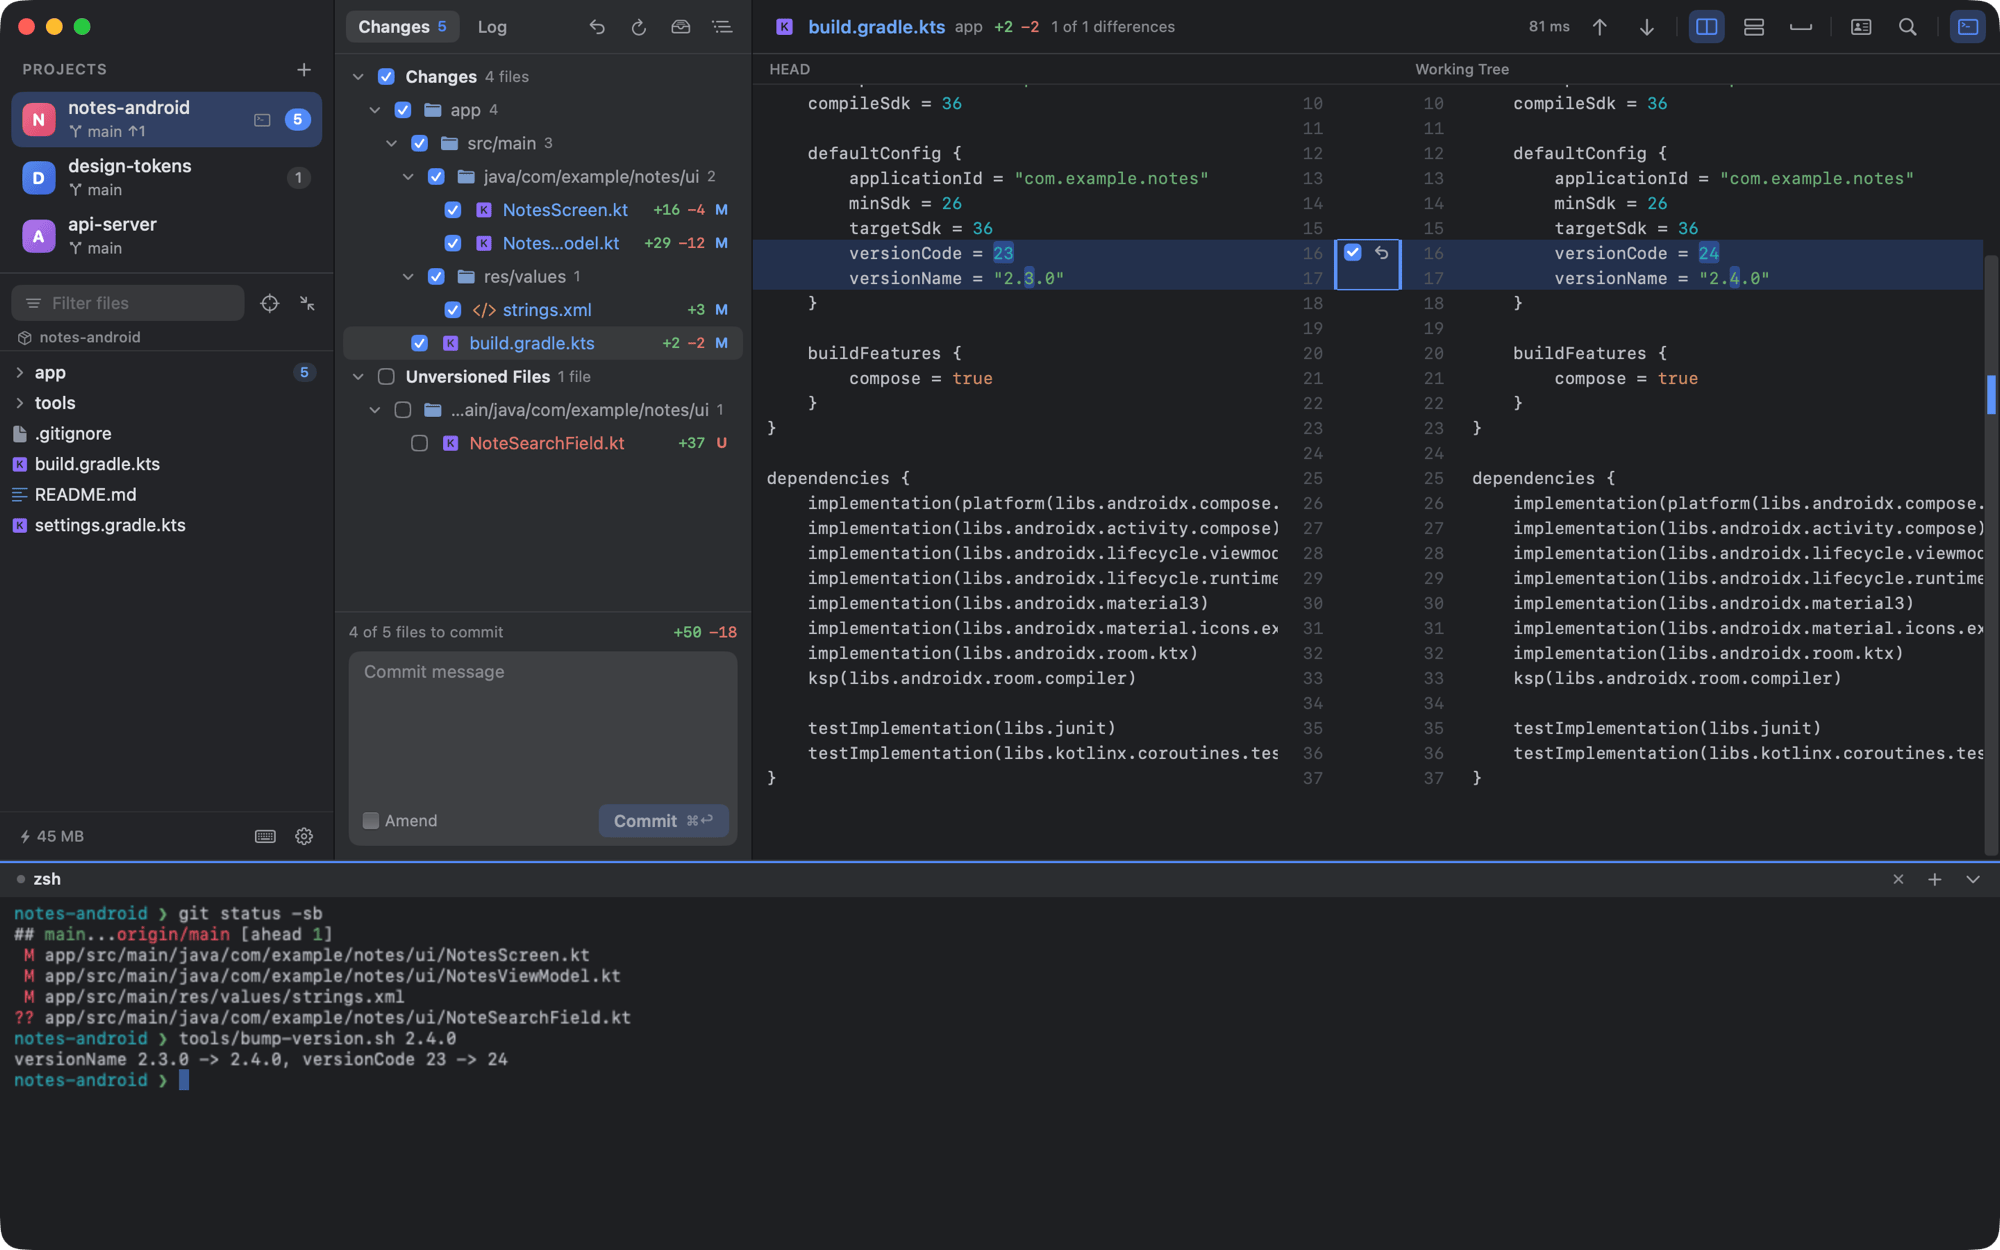 PROJECTS
N
notes-android
main ↑1
5
D
design-tokens
main
1
A
api-server
main
Filter files
notes-android
app 5
tools
.gitignore
build.gradle.kts
README.md
settings.gradle.kts
45 MB
Changes 5
Log
Changes 4 files
app 4
src/main 3
java/com/example/notes/ui 2
NotesScreen.kt +16 −4 M
Notes...odel.kt +29 −12 M
res/values 1
</> strings.xml +3 M
build.gradle.kts +2 −2 M
Unversioned Files 1 file
...ain/java/com/example/notes/ui 1
NoteSearchField.kt +37 U
4 of 5 files to commit +50 −18
Commit message
Amend
Commit ⌘↩
build.gradle.kts app +2 −2 1 of 1 differences
81 ms
HEAD
compileSdk = 36 10
11
defaultConfig { 12
applicationId = "com.example.notes" 13
minSdk = 26 14
targetSdk = 36 15
versionCode = 23 16
versionName = "2.3.0" 17
} 18
19
buildFeatures { 20
compose = true 21
} 22
} 23
24
dependencies { 25
implementation(platform(libs.androidx.compose. 26
implementation(libs.androidx.activity.compose) 27
implementation(libs.androidx.lifecycle.viewmod 28
implementation(libs.androidx.lifecycle.runtime 29
implementation(libs.androidx.material3) 30
implementation(libs.androidx.material.icons.ex 31
implementation(libs.androidx.room.ktx) 32
ksp(libs.androidx.room.compiler) 33
34
testImplementation(libs.junit) 35
testImplementation(libs.kotlinx.coroutines.tes 36
} 37
Working Tree
10 compileSdk = 36
11
12 defaultConfig {
13 applicationId = "com.example.notes"
14 minSdk = 26
15 targetSdk = 36
16 versionCode = 24
17 versionName = "2.4.0"
18 }
19
20 buildFeatures {
21 compose = true
22 }
23 }
24
25 dependencies {
26 implementation(platform(libs.androidx.compose.
27 implementation(libs.androidx.activity.compose)
28 implementation(libs.androidx.lifecycle.viewmod
29 implementation(libs.androidx.lifecycle.runtime
30 implementation(libs.androidx.material3)
31 implementation(libs.androidx.material.icons.ex
32 implementation(libs.androidx.room.ktx)
33 ksp(libs.androidx.room.compiler)
34
35 testImplementation(libs.junit)
36 testImplementation(libs.kotlinx.coroutines.tes
37 }
zsh
notes-android ❯ git status -sb
## main...origin/main [ahead 1]
M app/src/main/java/com/example/notes/ui/NotesScreen.kt
M app/src/main/java/com/example/notes/ui/NotesViewModel.kt
M app/src/main/res/values/strings.xml
?? app/src/main/java/com/example/notes/ui/NoteSearchField.kt
notes-android ❯ tools/bump-version.sh 2.4.0
versionName 2.3.0 -> 2.4.0, versionCode 23 -> 24
notes-android ❯